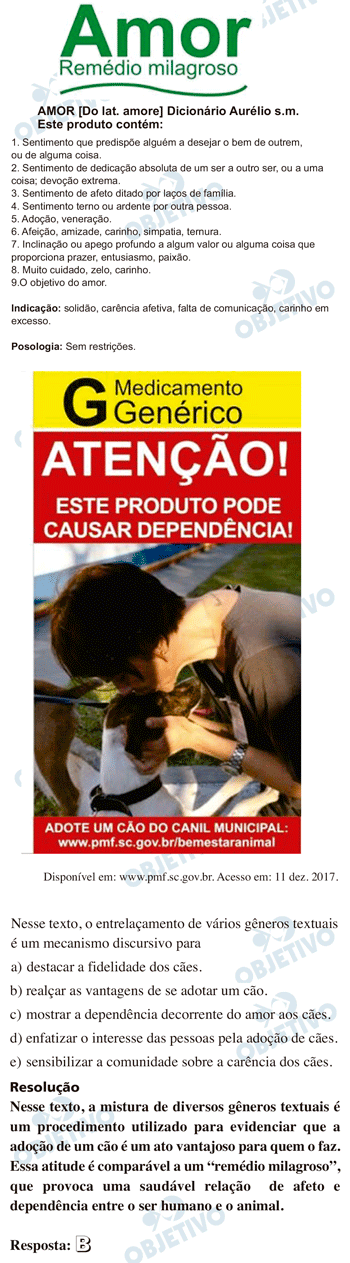 Amor
Remédio milagroso
AMOR [Do lat. amore] Dicionário Aurélio s.m.
Este produto contém:
1. Sentimento que predispõe alguém a desejar o bem de outrem,
ou de alguma coisa.
2. Sentimento de dedicação absoluta de um ser a outro ser, ou a uma
coisa; devoção extrema.
3. Sentimento de afeto ditado por laços de família.
4. Sentimento terno ou ardente por outra pessoa.
5. Adoção, veneração.
6. Afeição, amizade, carinho, simpatia, ternura.
7. Inclinação ou apego profundo a algum valor ou alguma coisa que
proporciona prazer, entusiasmo, paixão.
8. Muito cuidado, zelo, carinho.
9.O objetivo do amor.
Indicação: solidão, carência afetiva, falta de comunicação, carinho em
excesso.
Posologia: Sem restrições.
G Medicamento
Genérico
ATENÇÃO!
ESTE PRODUTO PODE
CAUSAR DEPENDÊNCIA!
ADOTE UM CÃO DO CANIL MUNICIPAL:
www.pmf.sc.gov.br/bemestaranimal
Disponível em: www.pmf.sc.gov.br. Acesso em: 11 dez. 2017.
Nesse texto, o entrelaçamento de vários gêneros textuais
é um mecanismo discursivo para
a) destacar a fidelidade dos cães.
b) realçar as vantagens de se adotar um cão.
c) mostrar a dependência decorrente do amor aos cães.
d) enfatizar o interesse das pessoas pela adoção de cães.
e) sensibilizar a comunidade sobre a carência dos cães.
Resolução
Nesse texto, a mistura de diversos gêneros textuais é
um procedimento utilizado para evidenciar que a
adoção de um cão é um ato vantajoso para quem o faz.
Essa atitude é comparável a um “remédio milagroso”,
que provoca uma saudável relação de afeto e
dependência entre o ser humano e o animal.
Resposta: B
OBJETIVO
OBJETIVO
OBJETIVO
OBJETIVO
OBJETIVO
OBJETIVO
OBJETIVO